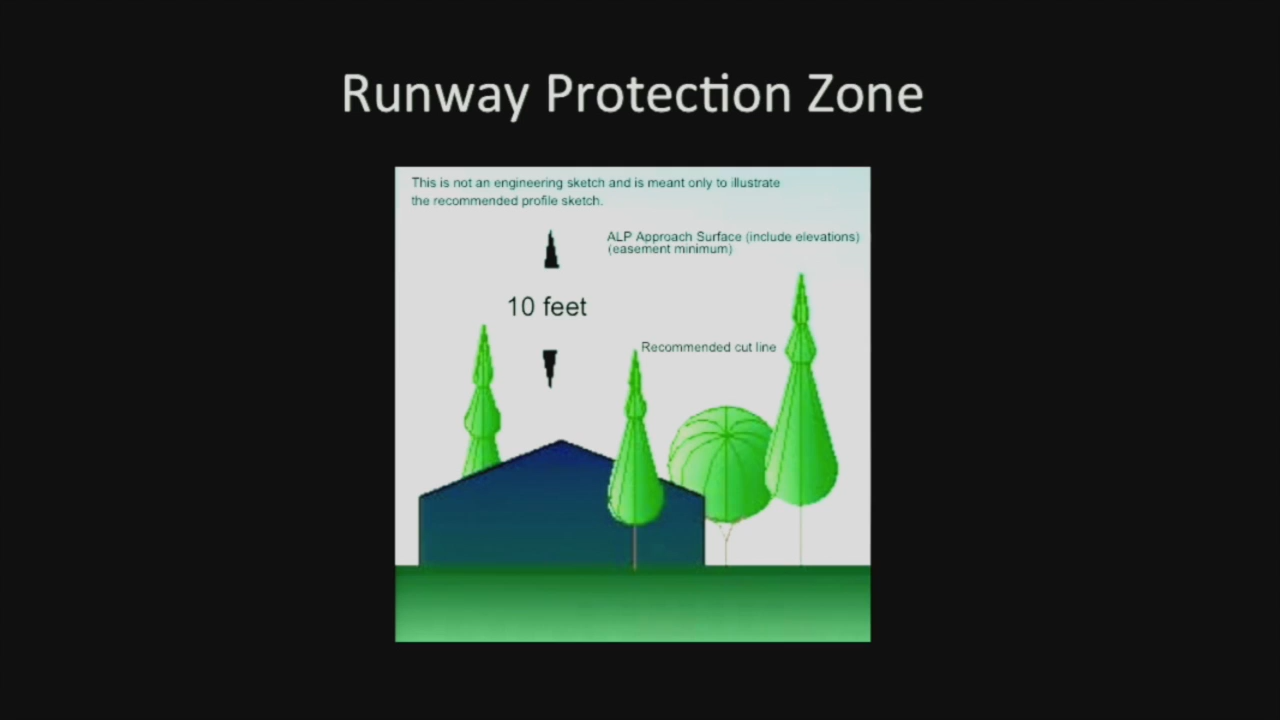 Runway Protection Zone
This is not an engineering sketch and is meant only to illustrate
the recommended profile sketch.
ALP Approach Surface (include elevations)
(easement minimum)
10 feet
Recommended cut line